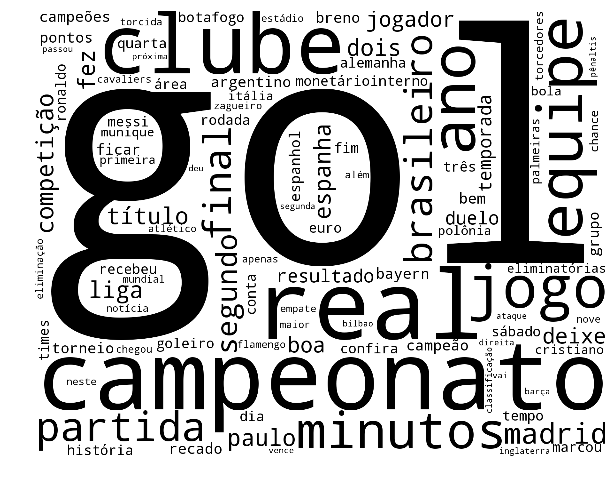 campeões
torcida
botafogo
estádio
breno
jogador
pontos
quarta
passou
próxima
clube
dois
alemanha
torcedores
pênaltis
ronaldo
fez
cavaliers
área
argentino
monetáriointerno
itália
zagueiro
rodada
brasileiro
ano
equipe
bola
chance
palmeiras
temporada
competição
messi
munique
ficar
primeira
deu
gol
final
espanhol
espanha
fim
além
segunda
euro
três
bem
duelo
polônia
grupo
título
atlético
eliminação
recebeu
mundial
liga
notícia
segundo
apenas
conta
resultado
bayern
real
jogo
eliminatórias
ataque
nove
empate
maior
bilbao
sábado
deixe
times
torneio
chegou
goleiro
flamengo
boa
confira
campeão
direita
cristiano
classificação
vai
neste
barça
campeonato
partida
história
recado
dia
paulo
vence
minutos
tempo
madrid
inglaterra
marcou